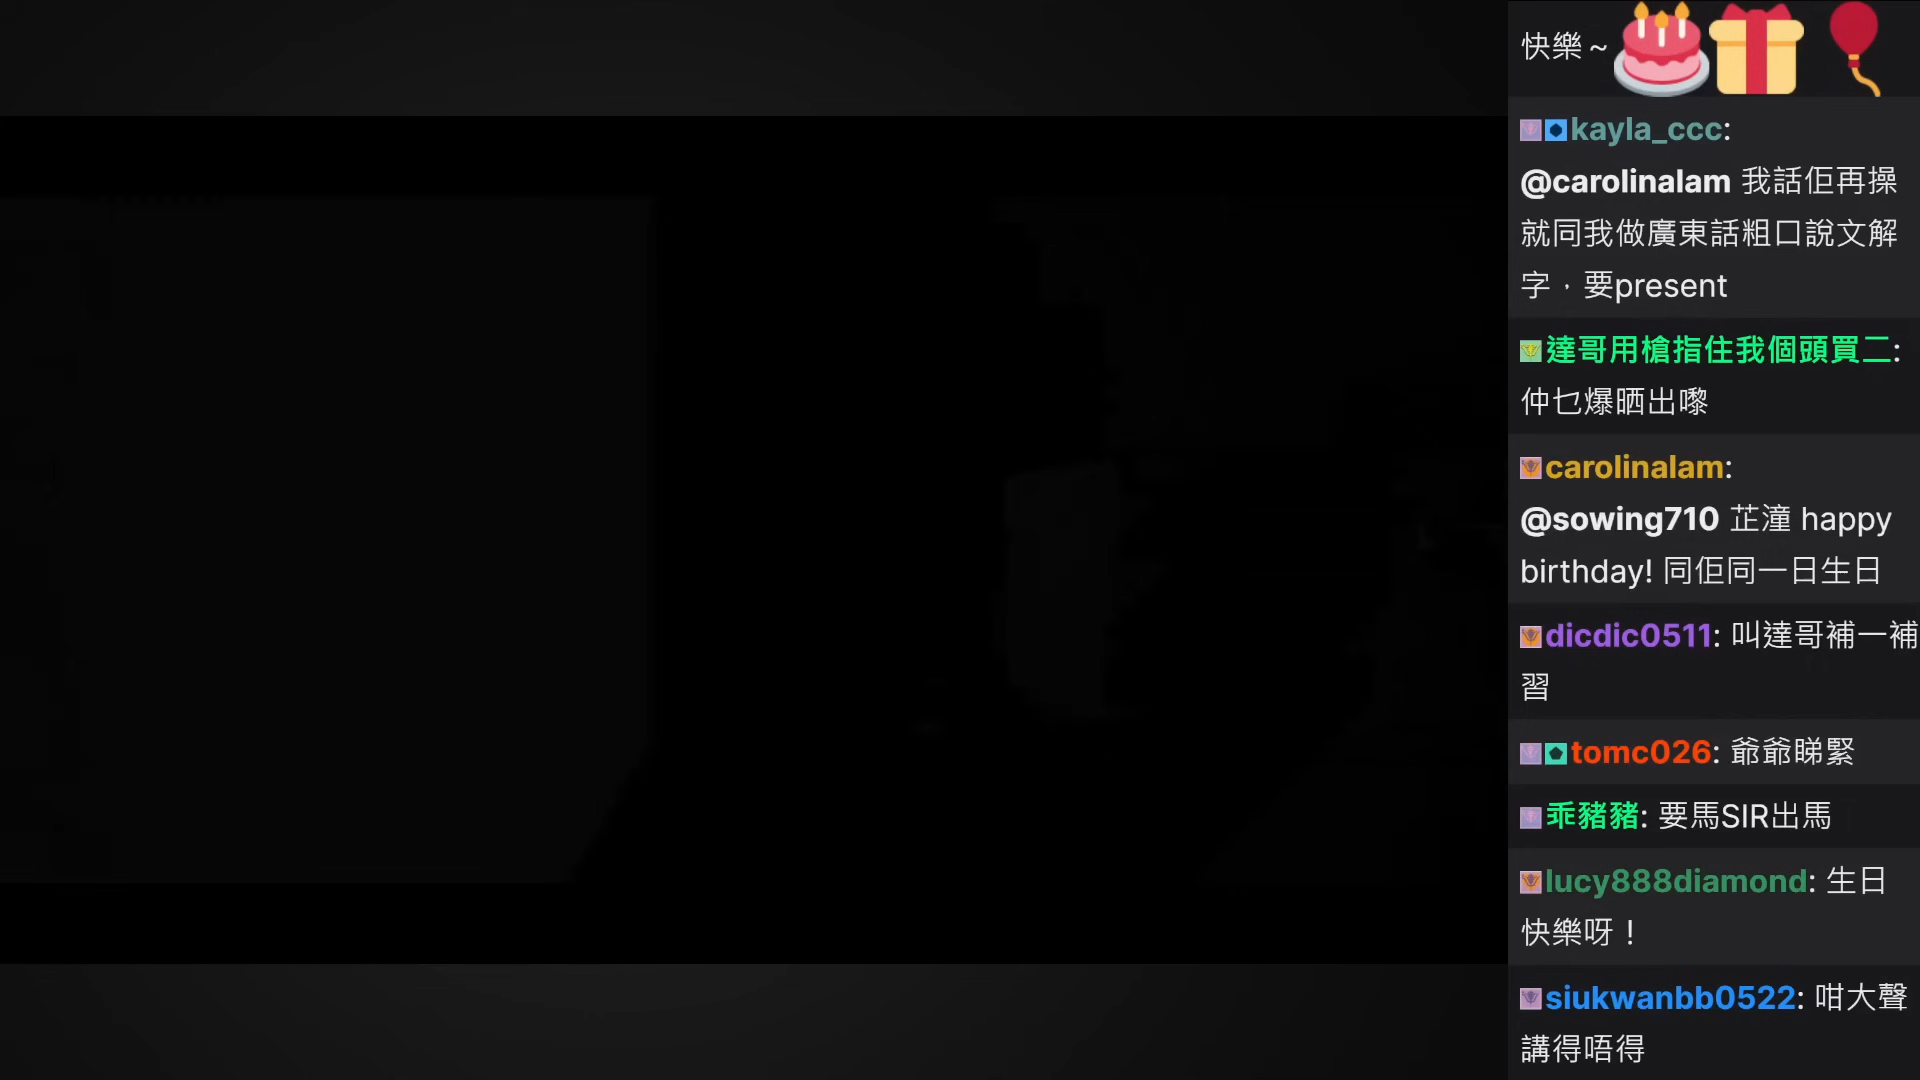 快樂～
kayla_ccc:
@carolinalam 我話佢再操
就同我做廣東話粗口說文解
字，要present
達哥用槍指住我個頭買二:
仲乜爆晒出嚟
carolinalam:
@sowing710 芷潼 happy
birthday! 同佢同一日生日
dicdic0511: 叫達哥補一補
習
tomc026: 爺爺睇緊
乖豬豬: 要馬SIR出馬
lucy888diamond: 生日
快樂呀！
siukwanbb0522: 咁大聲
講得唔得